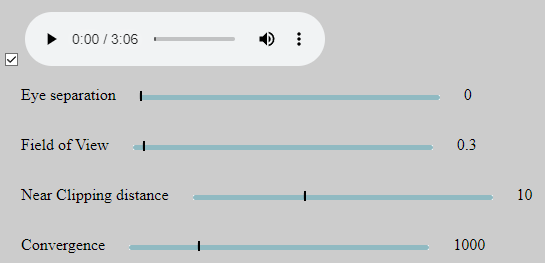 0:00 / 3:06
Eye separation 0
Field of View 0.3
Near Clipping distance 10
Convergence 1000